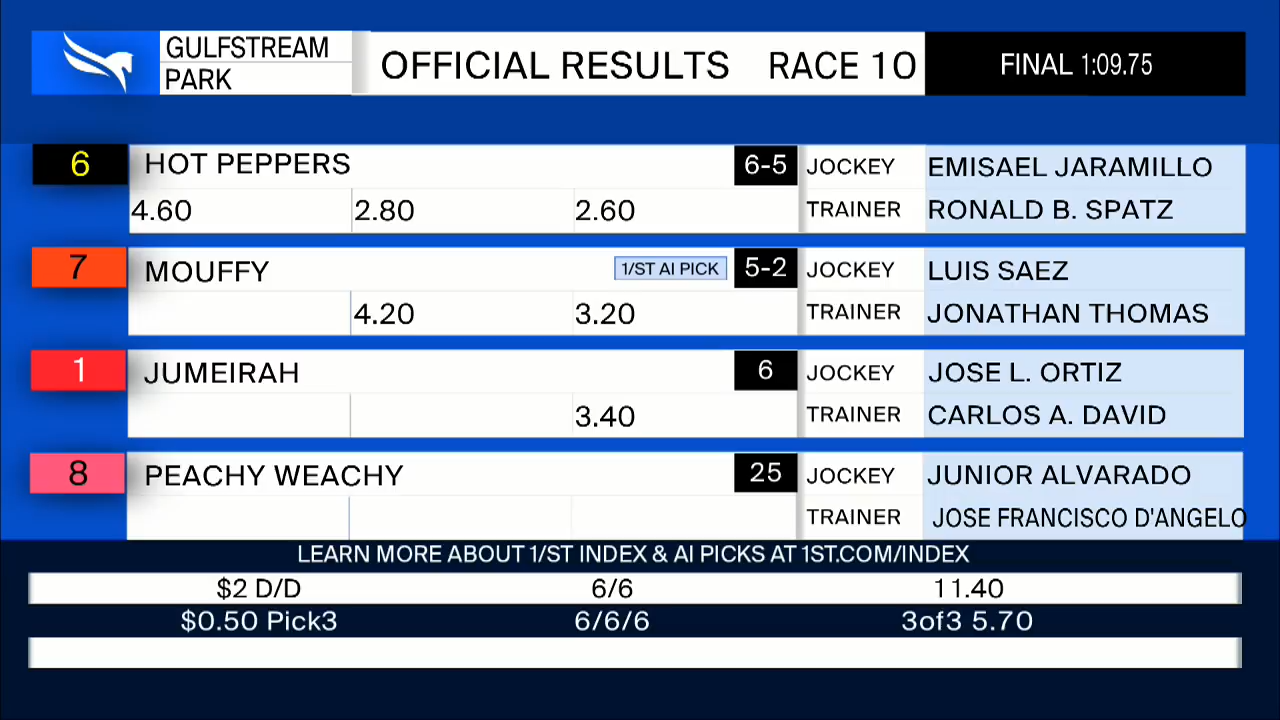 GULFSTREAM
PARK
OFFICIAL RESULTS RACE 10 FINAL 1:09.75
6 HOT PEPPERS 6-5 JOCKEY EMISAEL JARAMILLO
4.60 2.80 2.60 TRAINER RONALD B. SPATZ
7 MOUFFY 1/ST AI PICK 5-2 JOCKEY LUIS SAEZ
4.20 3.20 TRAINER JONATHAN THOMAS
1 JUMEIRAH 6 JOCKEY JOSE L. ORTIZ
3.40 TRAINER CARLOS A. DAVID
8 PEACHY WEACHY 25 JOCKEY JUNIOR ALVARADO
TRAINER JOSE FRANCISCO D'ANGELO
LEARN MORE ABOUT 1/ST INDEX & AI PICKS AT 1ST.COM/INDEX
$2 D/D 6/6 11.40
$0.50 Pick3 6/6/6 3of3 5.70